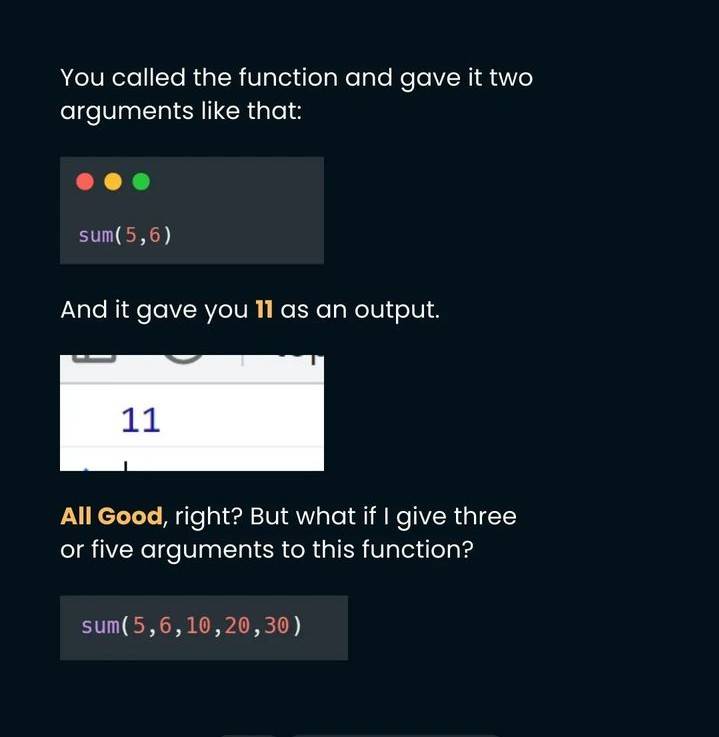 You called the function and gave it two
arguments like that:
sum(5,6)
And it gave you 11 as an output.
11
All Good, right? But what if I give three
or five arguments to this function?
sum(5,6,10,20,30)